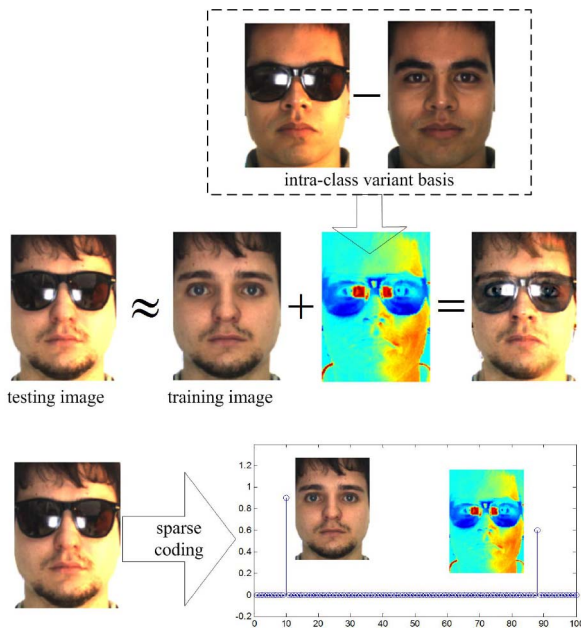 −
intra-class variant basis
≈ + =
testing image training image
sparse
coding
1.2
1
0.8
0.6
0.4
0.2
0
-0.2
0 10 20 30 40 50 60 70 80 90 100